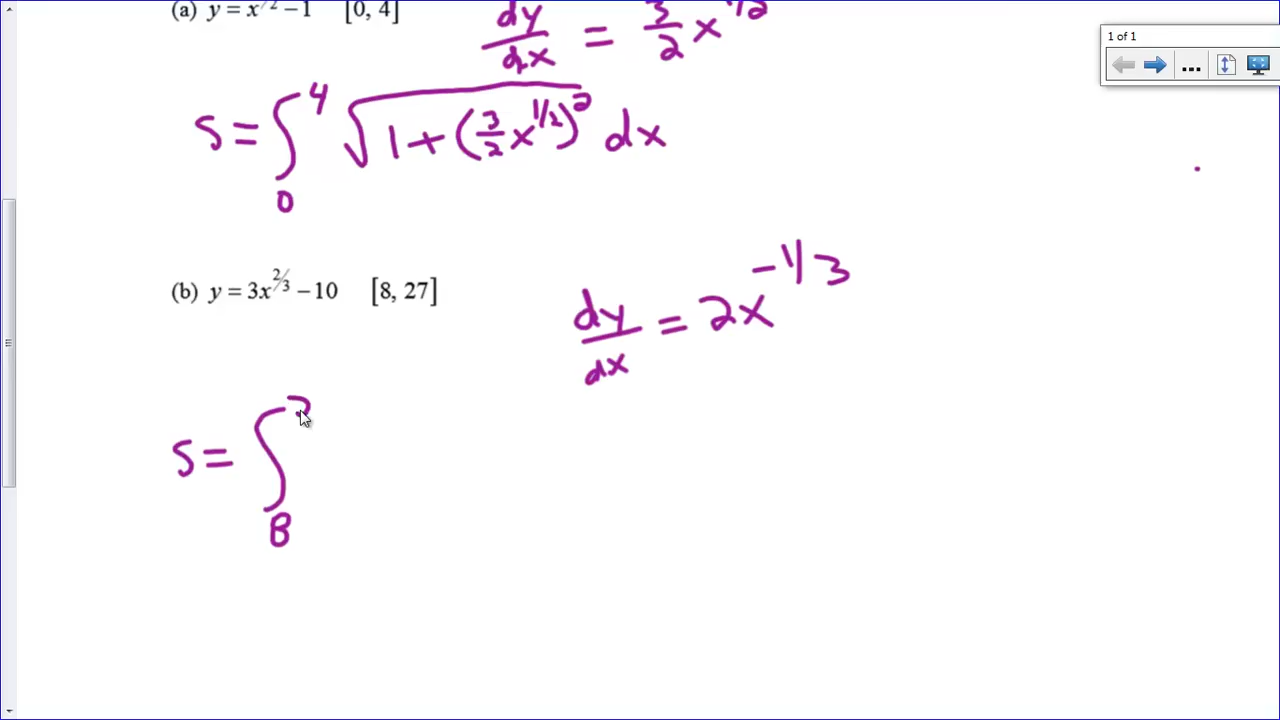 (a) y = x^{3/2} − 1 [0, 4]
dy/dx = 3/2 x^{1/2}
S = ∫_0^4 √(1 + (3/2 x^{1/2})^2) dx
1 of 1
...
(b) y = 3x^{2/3} − 10 [8, 27]
dy/dx = 2x^{-1/3}
S = ∫_8